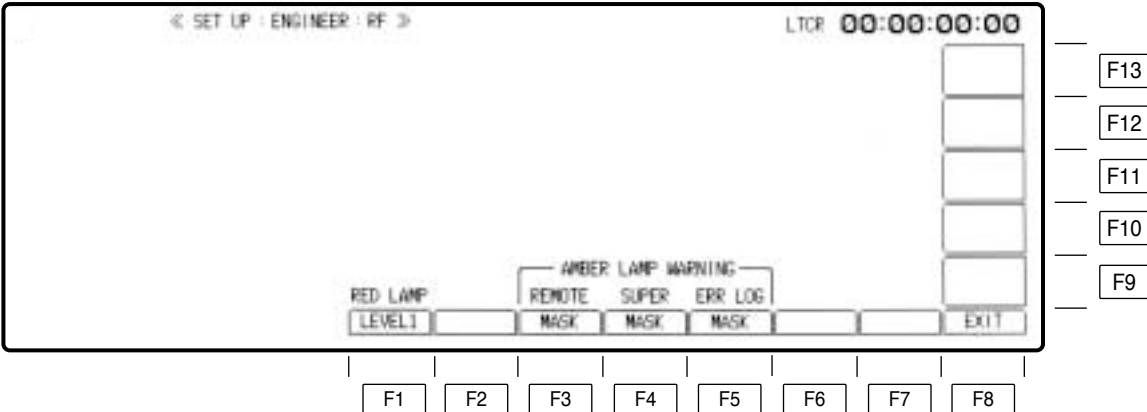 ≪ SET UP : ENGINEER : RF ≫ LTCR 00:00:00:00
F13
F12
F11
F10
F9
AMBER LAMP WARNING
RED LAMP REMOTE SUPER ERR LOG
LEVEL1 MASK MASK MASK EXIT
F1 F2 F3 F4 F5 F6 F7 F8